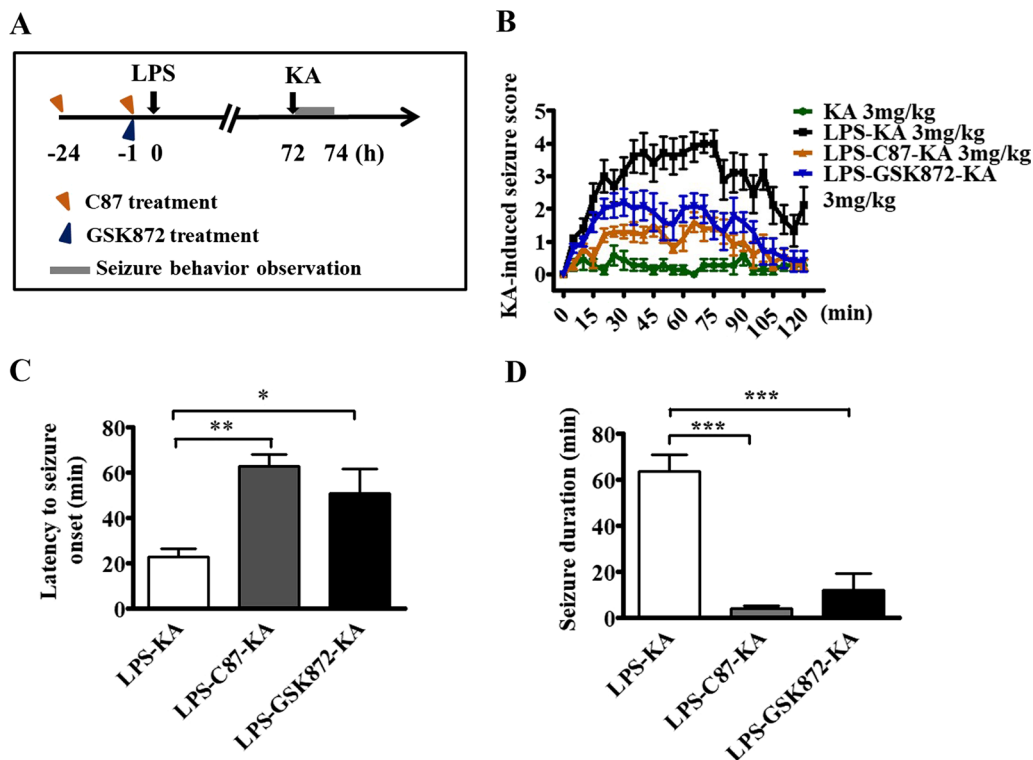 A
LPS
KA
-24
-1
0
72
74 (h)
C87 treatment
GSK872 treatment
Seizure behavior observation
B
KA-induced seizure score
5
4
3
2
1
0
0
15
30
45
60
75
90
105
120
(min)
KA 3mg/kg
LPS-KA 3mg/kg
LPS-C87-KA 3mg/kg
LPS-GSK872-KA
3mg/kg
C
Latency to seizure
onset (min)
80
60
40
20
0
*
**
LPS-KA
LPS-C87-KA
LPS-GSK872-KA
D
Seizure duration (min)
80
60
40
20
0
***
***
LPS-KA
LPS-C87-KA
LPS-GSK872-KA